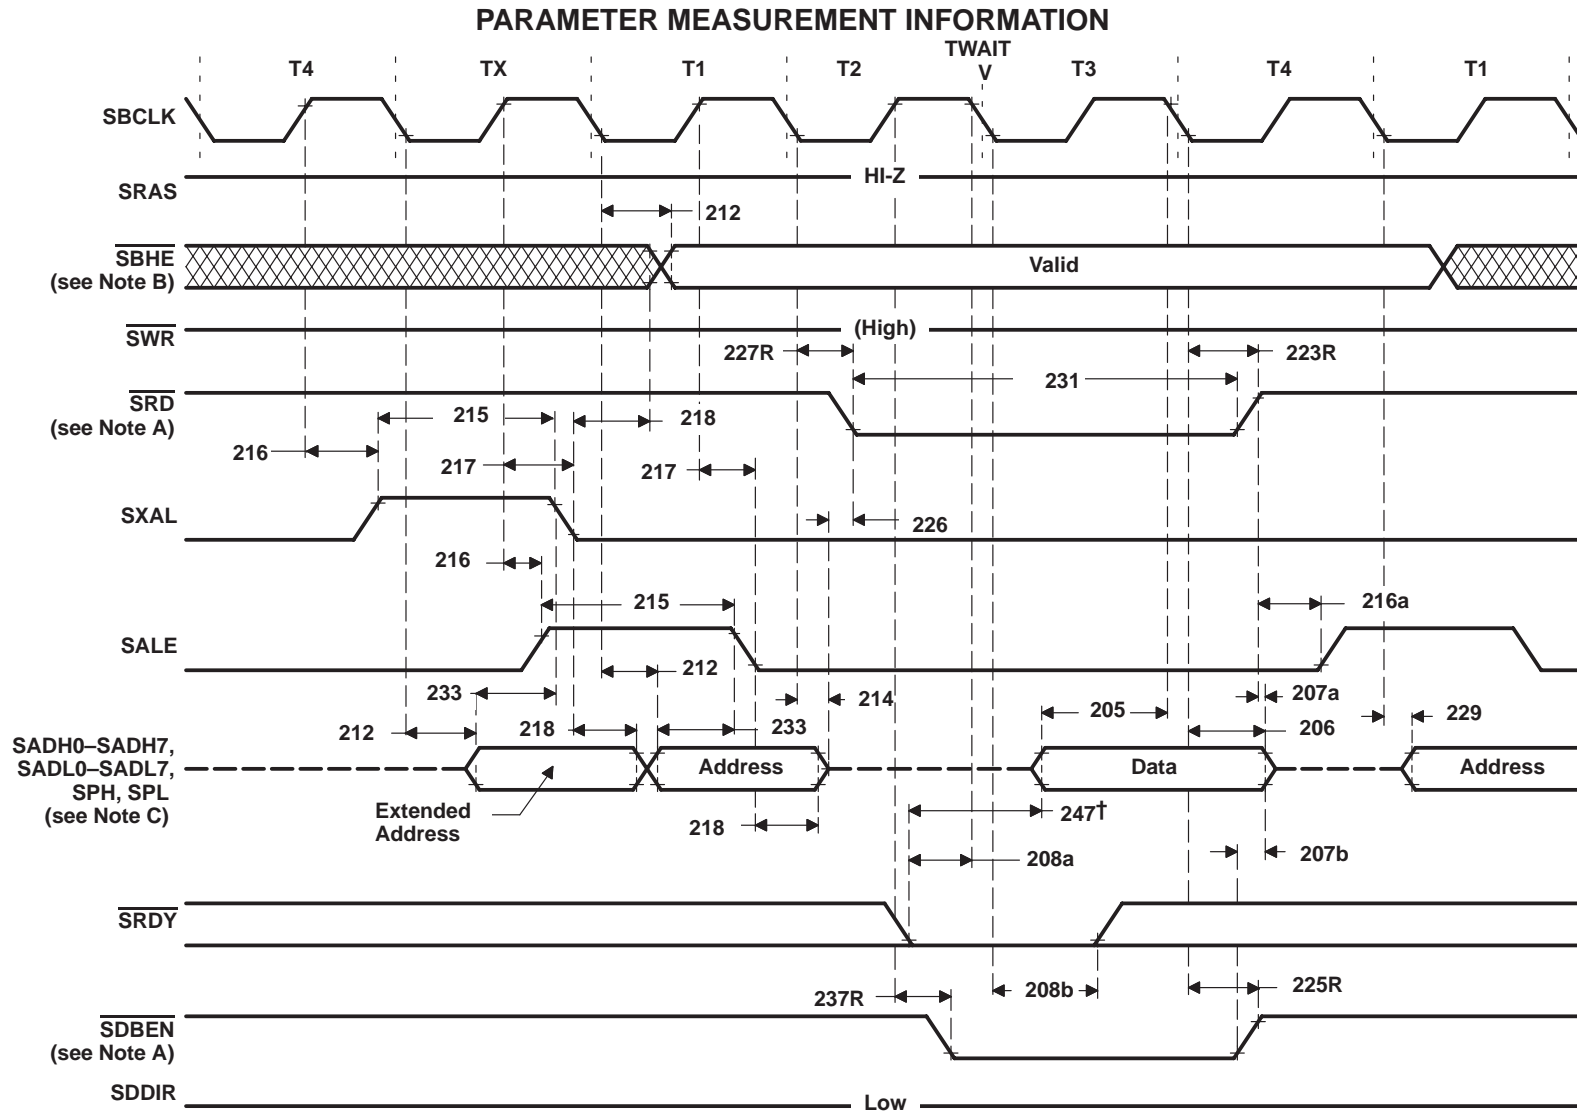 PARAMETER MEASUREMENT INFORMATION
TWAIT
T4 TX T1 T2 V T3 T4 T1
SBCLK
HI-Z
SRAS
212
SBHE
(see Note B)
Valid
(High)
SWR
227R
223R
231
SRD
(see Note A)
215
218
216
217
217
SXAL
226
216
215
216a
SALE
212
233
207a
214
205
212
218
233
206
229
SADH0–SADH7,
SADL0–SADL7,
SPH, SPL
(see Note C)
Address
Data
Address
Extended
Address
218
247†
208a
207b
SRDY
237R
208b
225R
SDBEN
(see Note A)
SDDIR
Low